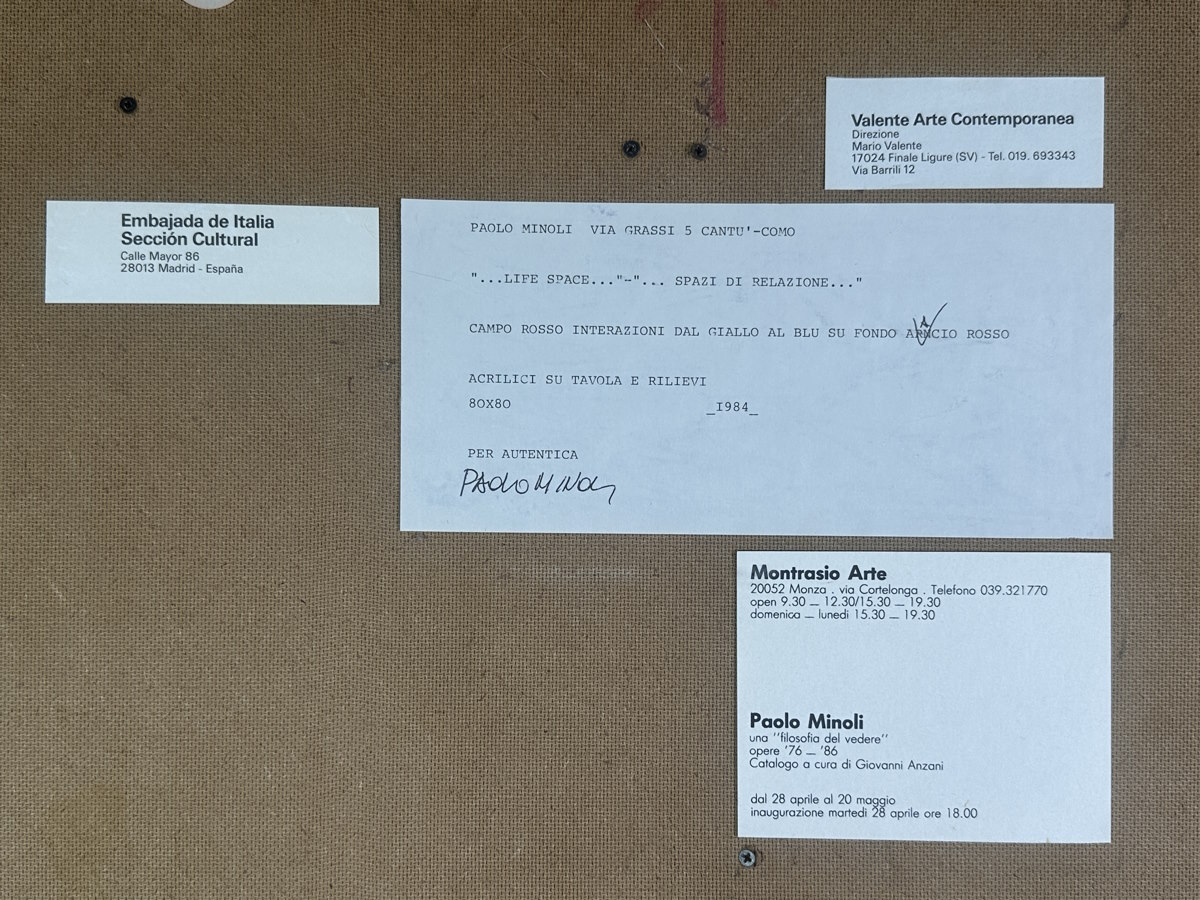 Valente Arte Contemporanea
Direzione
Mario Valente
17024 Finale Ligure (SV) - Tel. 019. 693343
Via Barrili 12
Embajada de Italia
Sección Cultural
Calle Mayor 86
28013 Madrid - España
PAOLO MINOLI VIA GRASSI 5 CANTU'-COMO
"...LIFE SPACE..."-"... SPAZI DI RELAZIONE..."
CAMPO ROSSO INTERAZIONI DAL GIALLO AL BLU SU FONDO ARANCIO ROSSO
ACRILICI SU TAVOLA E RILIEVI
80X80 _I984_
PER AUTENTICA
PAOLO MINOLI
Montrasio Arte
20052 Monza . via Cortelonga . Telefono 039.321770
open 9.30 — 12.30/15.30 — 19.30
domenica — lunedi 15.30 — 19.30
Paolo Minoli
una "filosofia del vedere"
opere '76 — '86
Catalogo a cura di Giovanni Anzani
dal 28 aprile al 20 maggio
inaugurazione martedi 28 aprile ore 18.00